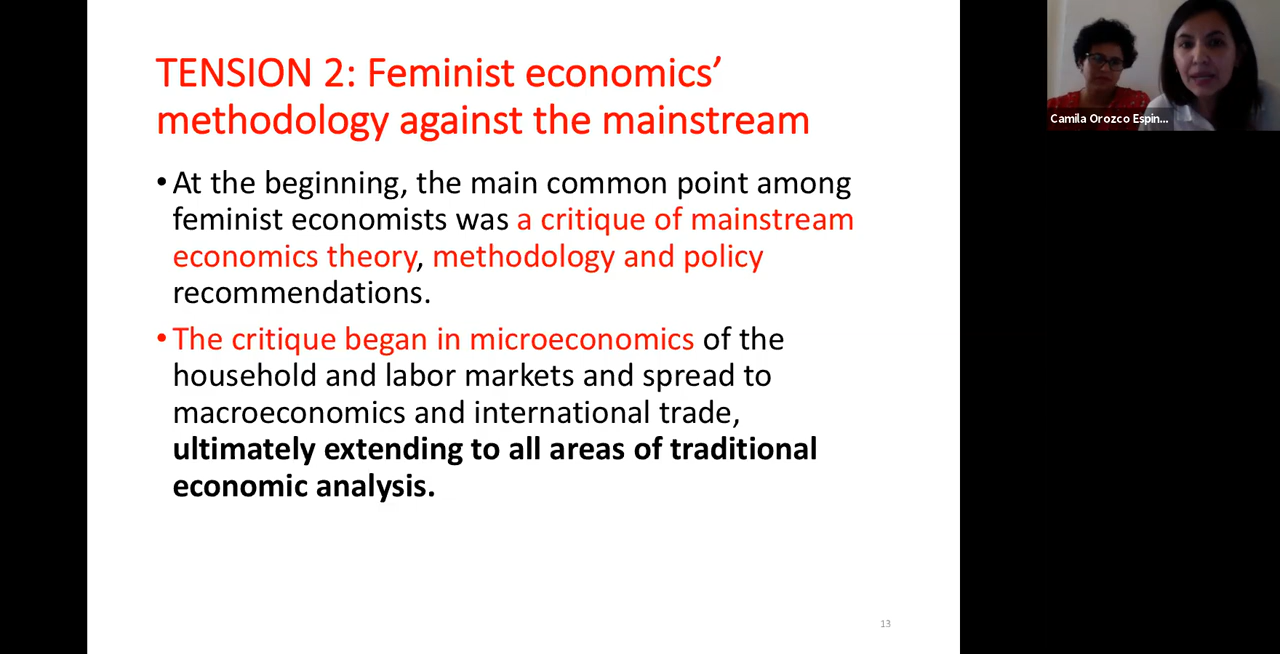 TENSION 2: Feminist economics’
methodology against the mainstream
• At the beginning, the main common point among
feminist economists was a critique of mainstream
economics theory, methodology and policy
recommendations.
• The critique began in microeconomics of the
household and labor markets and spread to
macroeconomics and international trade,
ultimately extending to all areas of traditional
economic analysis.
13
Camila Orozco Espin...